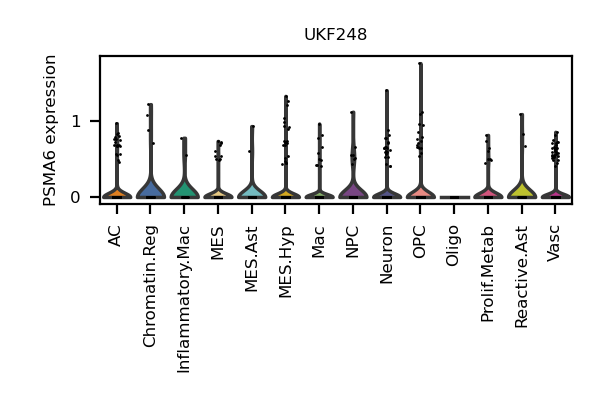 UKF248
PSMA6 expression
1
0
AC
Chromatin.Reg
Inflammatory.Mac
MES
MES.Ast
MES.Hyp
Mac
NPC
Neuron
OPC
Oligo
Prolif.Metab
Reactive.Ast
Vasc